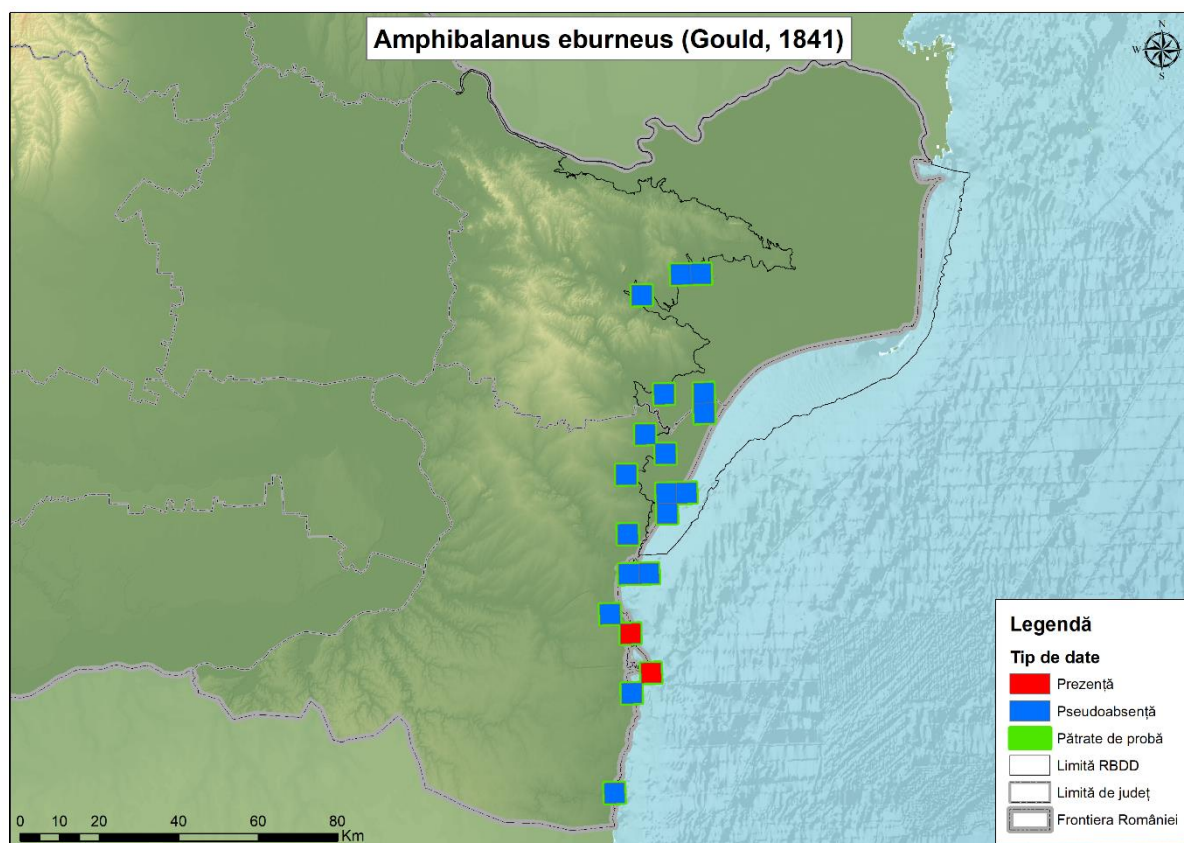 Amphibalanus eburneus (Gould, 1841)
N
W E
S
Legendă
Tip de date
Prezență
Pseudoabsență
Pătrate de probă
Limită RBDD
Limită de județ
Frontiera României
0 10 20 40 60 80
Km